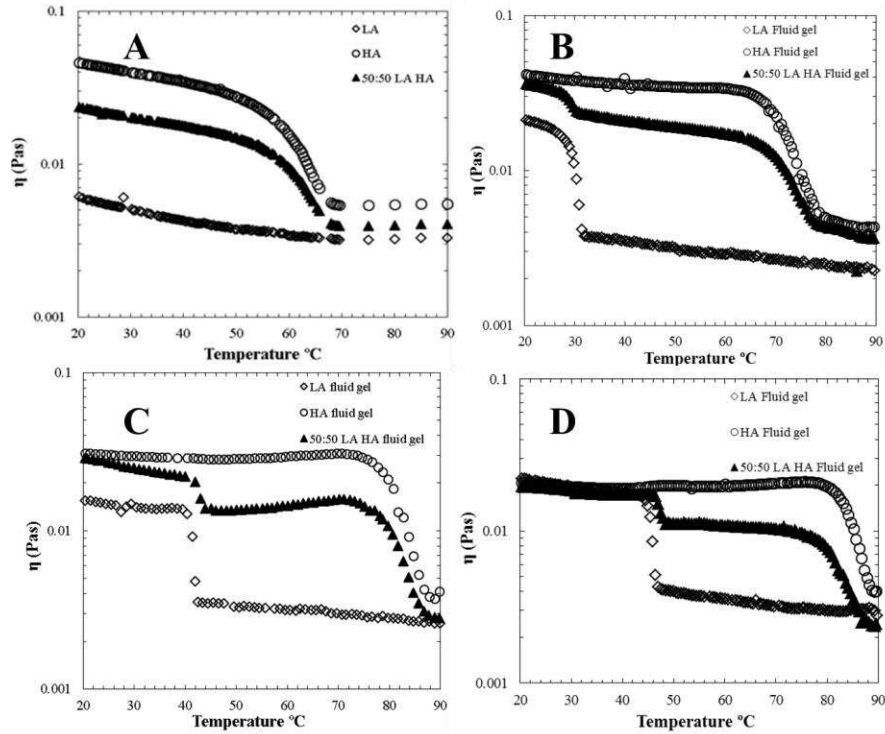 A
LA
HA
50:50 LA HA
0.1
0.01
0.001
η (Pas)
20 30 40 50 60 70 80 90
Temperature ºC
B
LA Fluid gel
HA Fluid gel
50:50 LA HA Fluid gel
0.1
0.01
0.001
η (Pas)
20 30 40 50 60 70 80 90
Temperature ºC
C
LA fluid gel
HA fluid gel
50:50 LA HA fluid gel
0.1
0.01
0.001
η (Pas)
20 30 40 50 60 70 80 90
Temperature ºC
D
LA Fluid gel
HA Fluid gel
50:50 LA HA Fluid gel
0.1
0.01
0.001
η (Pas)
20 30 40 50 60 70 80 90
Temperature ºC